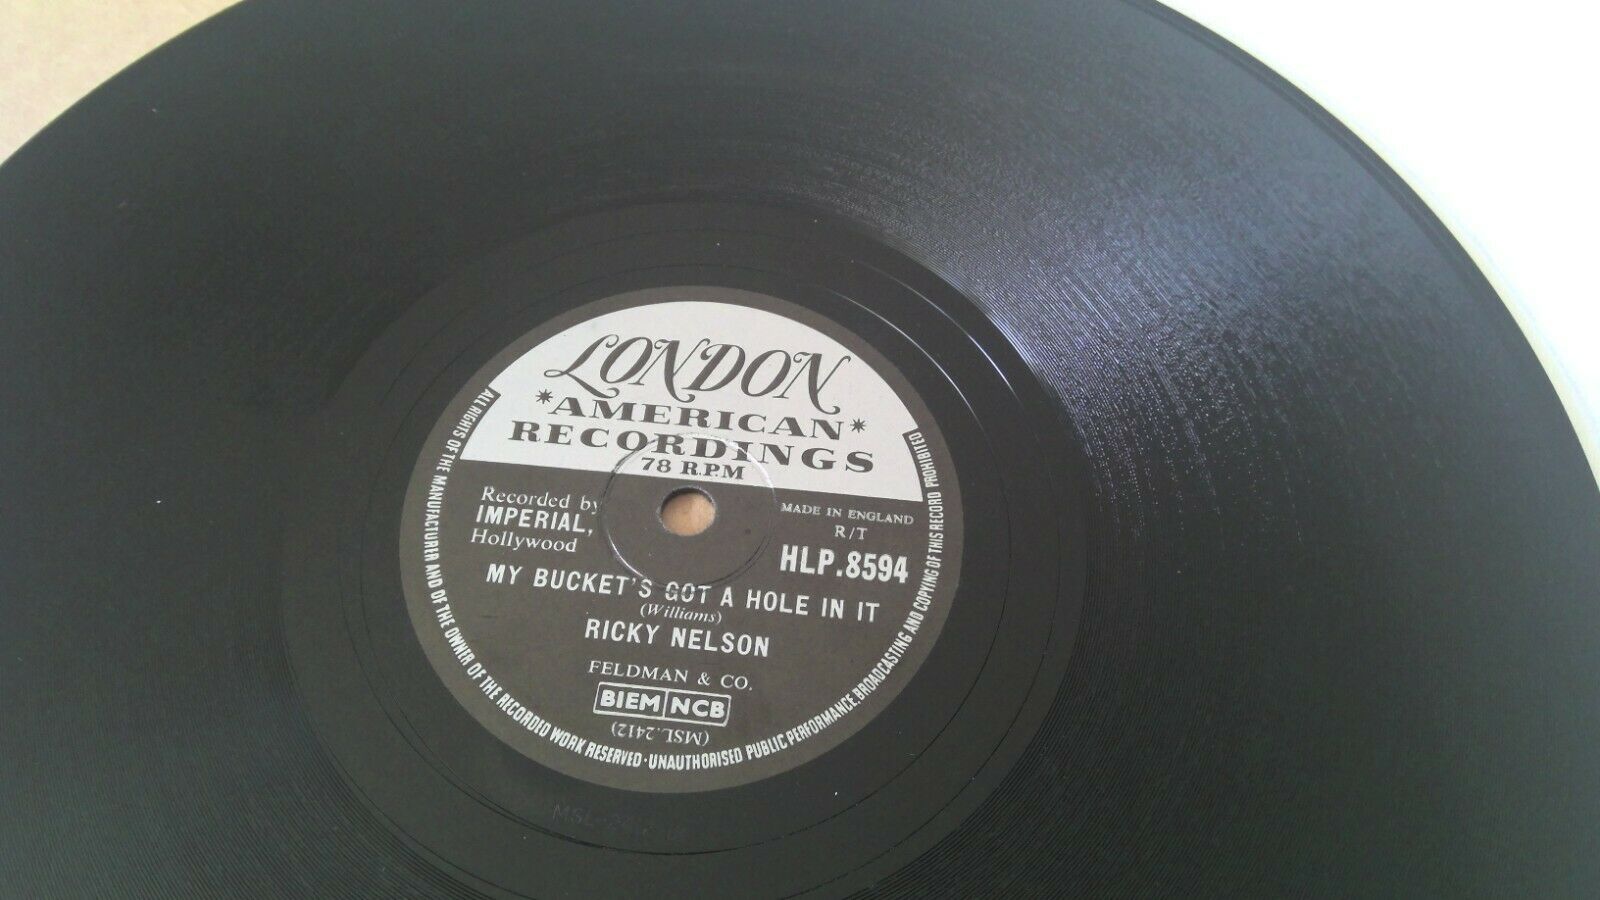 LONDON
*AMERICAN*
RECORDINGS
78 R.P.M
Recorded by
IMPERIAL,
Hollywood
MADE IN ENGLAND
R/T
HLP.8594
MY BUCKET'S GOT A HOLE IN IT
(Williams)
RICKY NELSON
FELDMAN & CO.
BIEM NCB
(MSL.2412)
ALL RIGHTS OF THE MANUFACTURER AND OF THE OWNER OF THE RECORDED WORK RESERVED · UNAUTHORISED PUBLIC PERFORMANCE, BROADCASTING AND COPYING OF THIS RECORD PROHIBITED